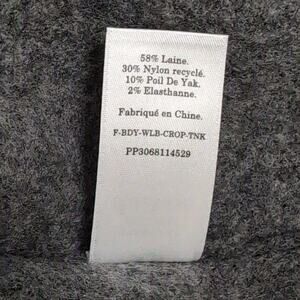 58% Laine.
30% Nylon recyclé.
10% Poil De Yak.
2% Elasthanne.
Fabriqué en Chine.
F-BDY-WLB-CROP-TNK
PP3068114529